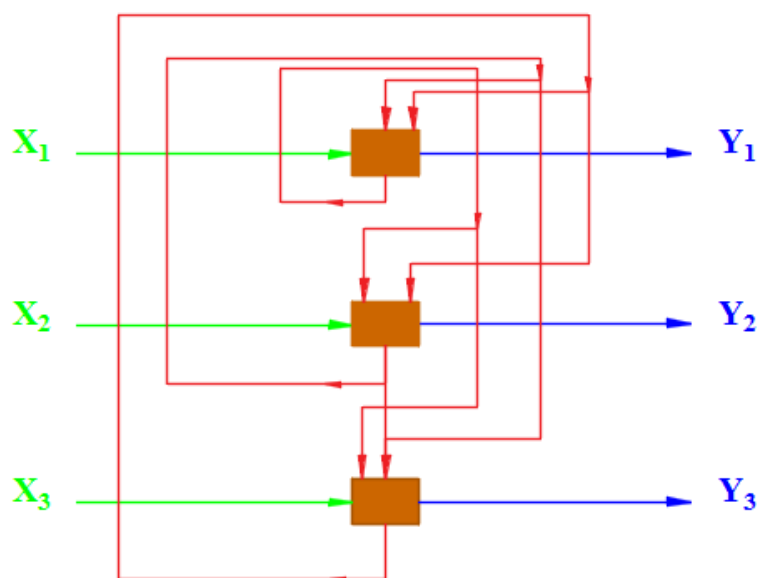 X₁ Y₁
X₂ Y₂
X₃ Y₃